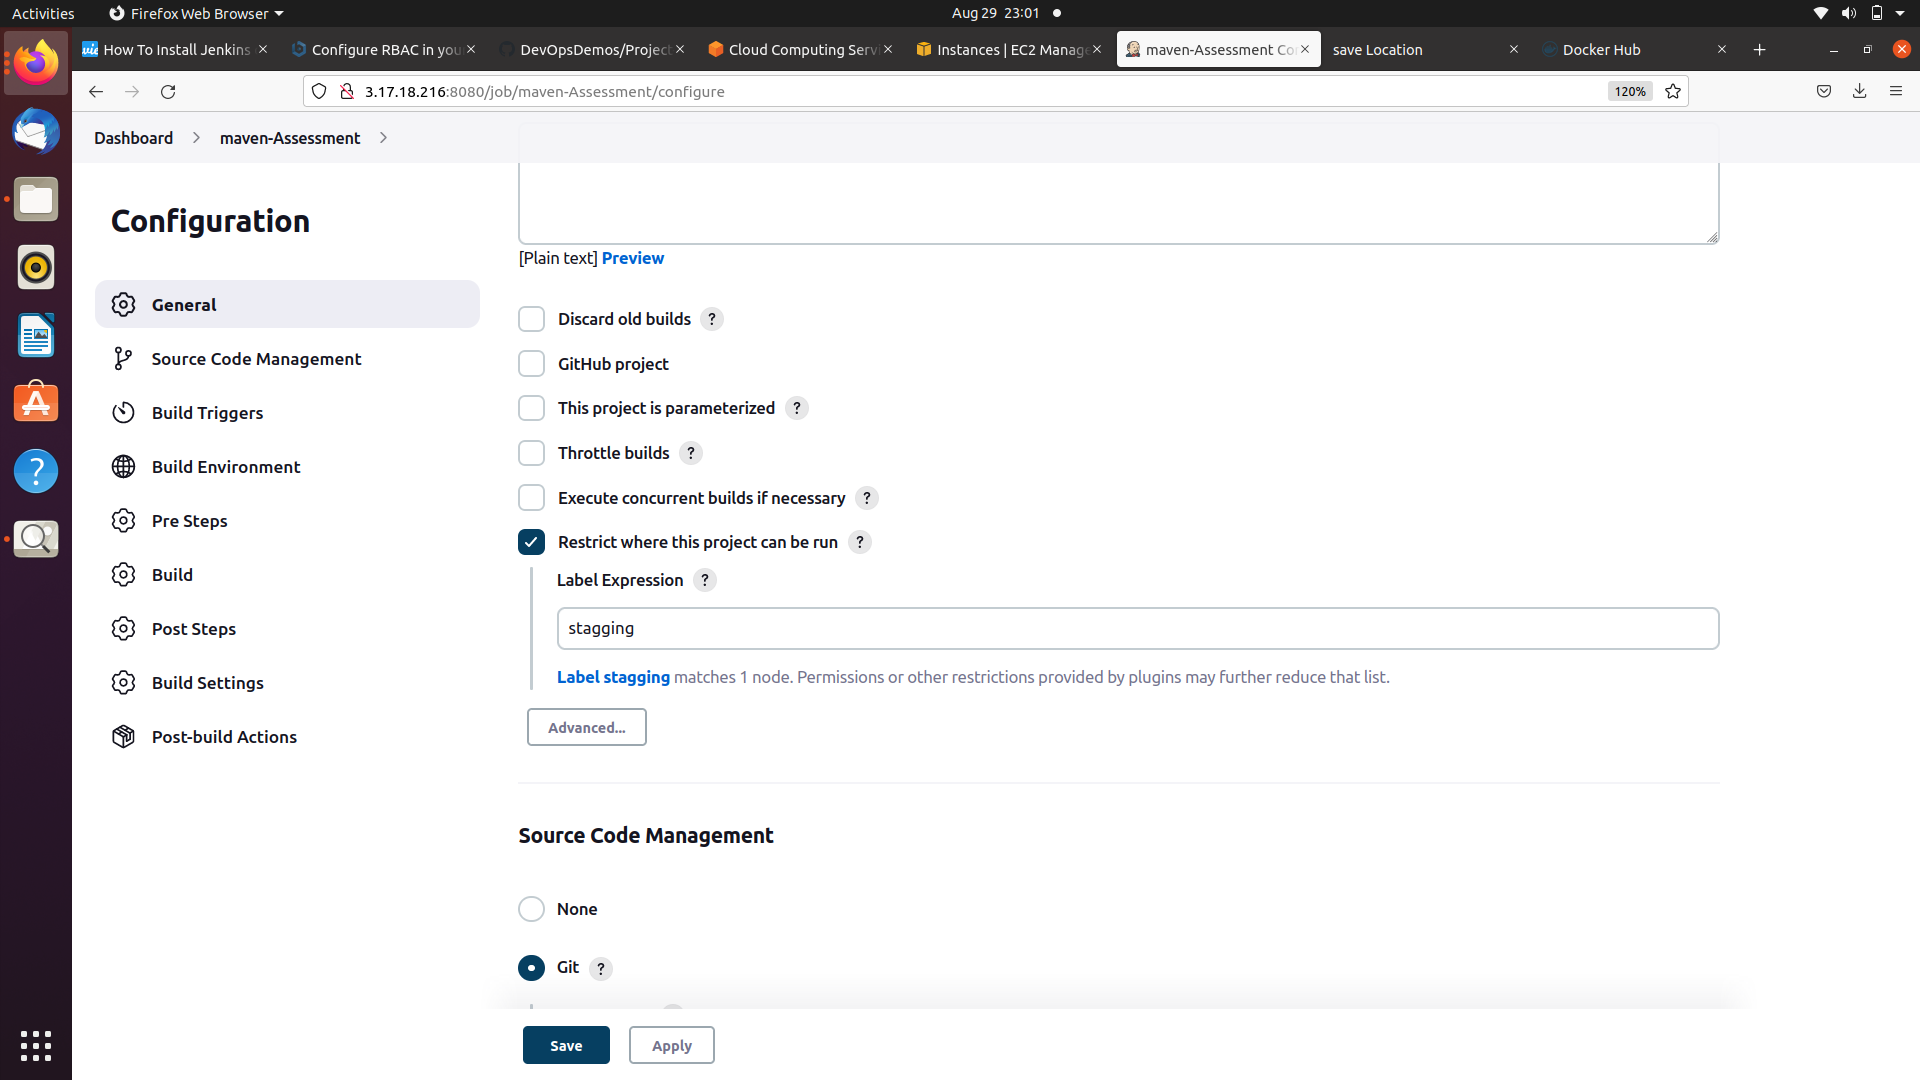 Activities
Firefox Web Browser
Aug 29 23:01
How To Install Jenkins
Configure RBAC in you
DevOpsDemos/Project
Cloud Computing Servi
Instances | EC2 Manage
maven-Assessment Co
save Location
Docker Hub
3.17.18.216:8080/job/maven-Assessment/configure
120%
Dashboard
maven-Assessment
Configuration
General
Source Code Management
Build Triggers
Build Environment
Pre Steps
Build
Post Steps
Build Settings
Post-build Actions
[Plain text] Preview
Discard old builds ?
GitHub project
This project is parameterized ?
Throttle builds ?
Execute concurrent builds if necessary ?
Restrict where this project can be run ?
Label Expression ?
stagging
Label stagging matches 1 node. Permissions or other restrictions provided by plugins may further reduce that list.
Advanced...
Source Code Management
None
Git ?
Save
Apply